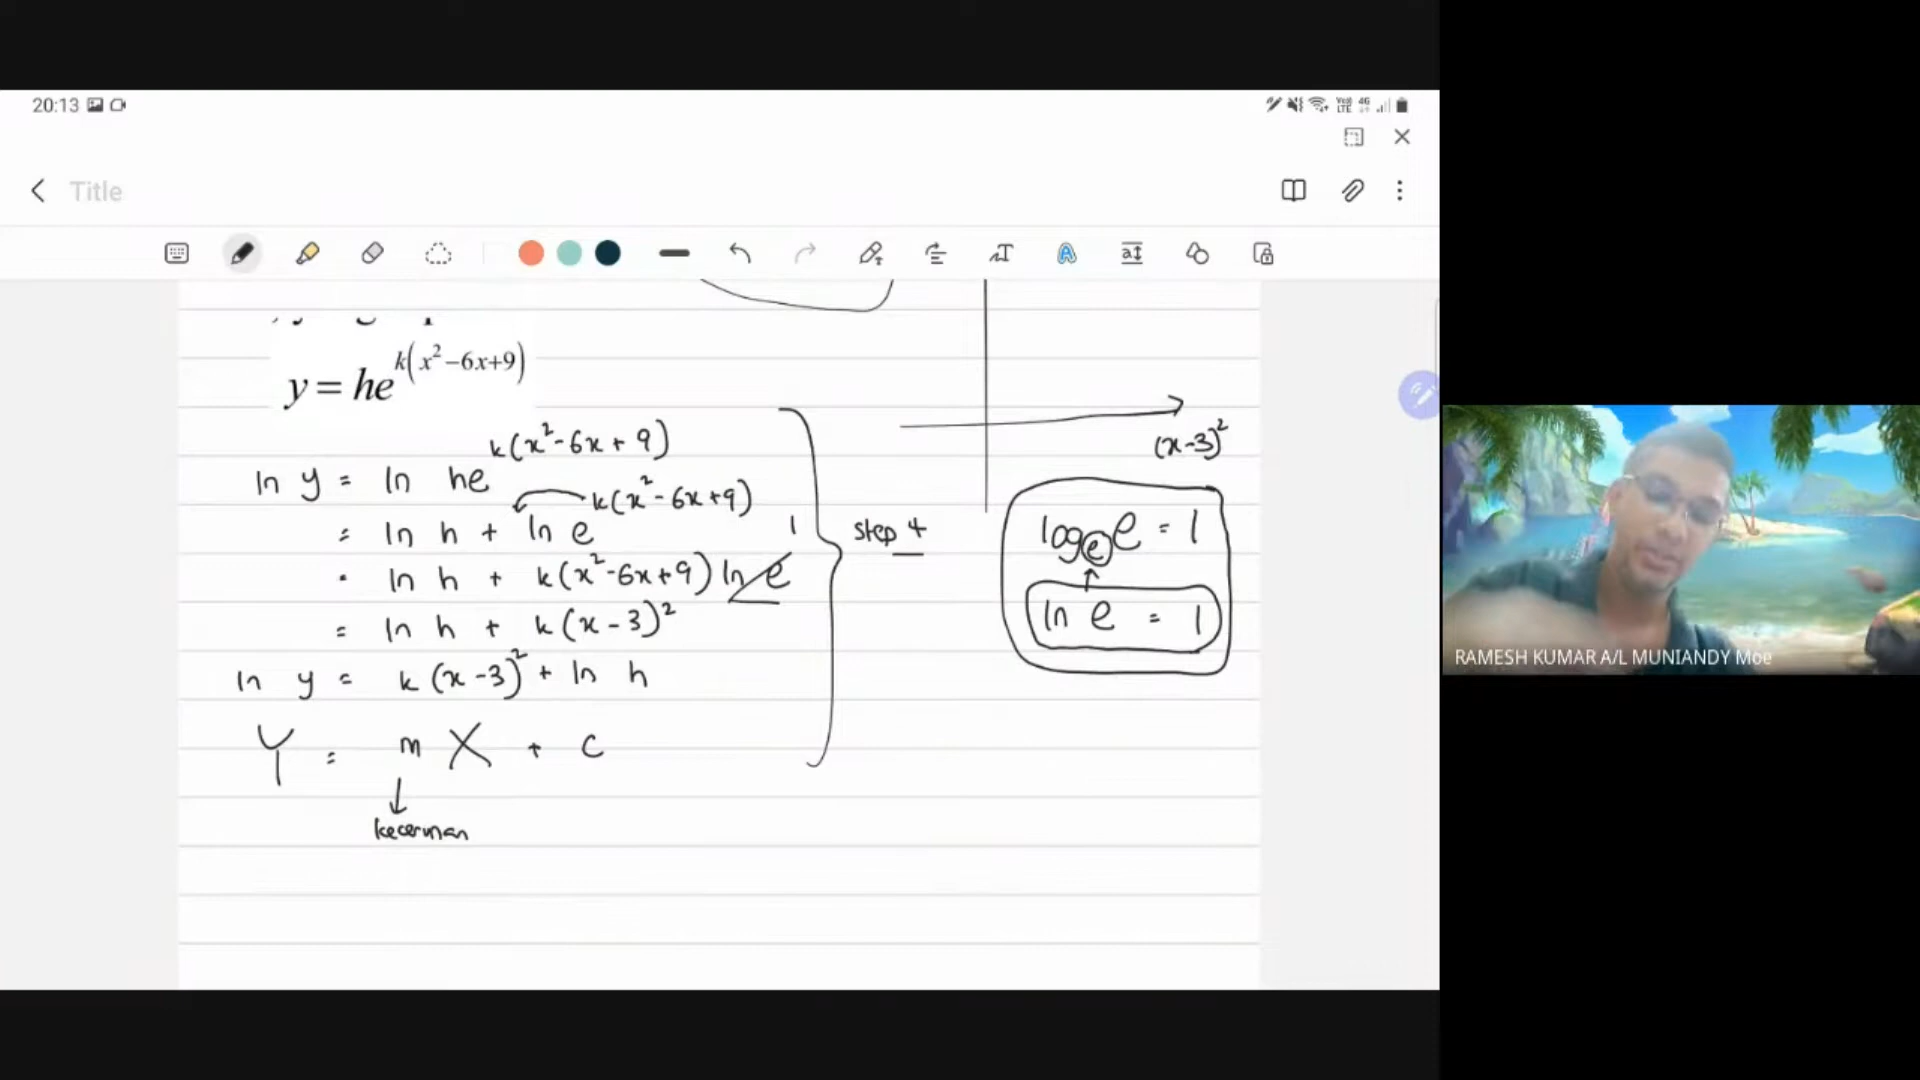 20:13
Title
y = he^{k(x²−6x+9)}
ln y = ln he^{k(x²-6x+9)}
= ln h + ln e^{k(x²-6x+9)}
= ln h + k(x²-6x+9) ln e 1
= ln h + k(x-3)²
ln y = k(x-3)² + ln h
Y = m X + c
kecerunan
step 4
(x-3)²
log_e e = 1
ln e = 1
RAMESH KUMAR A/L MUNIANDY Moe